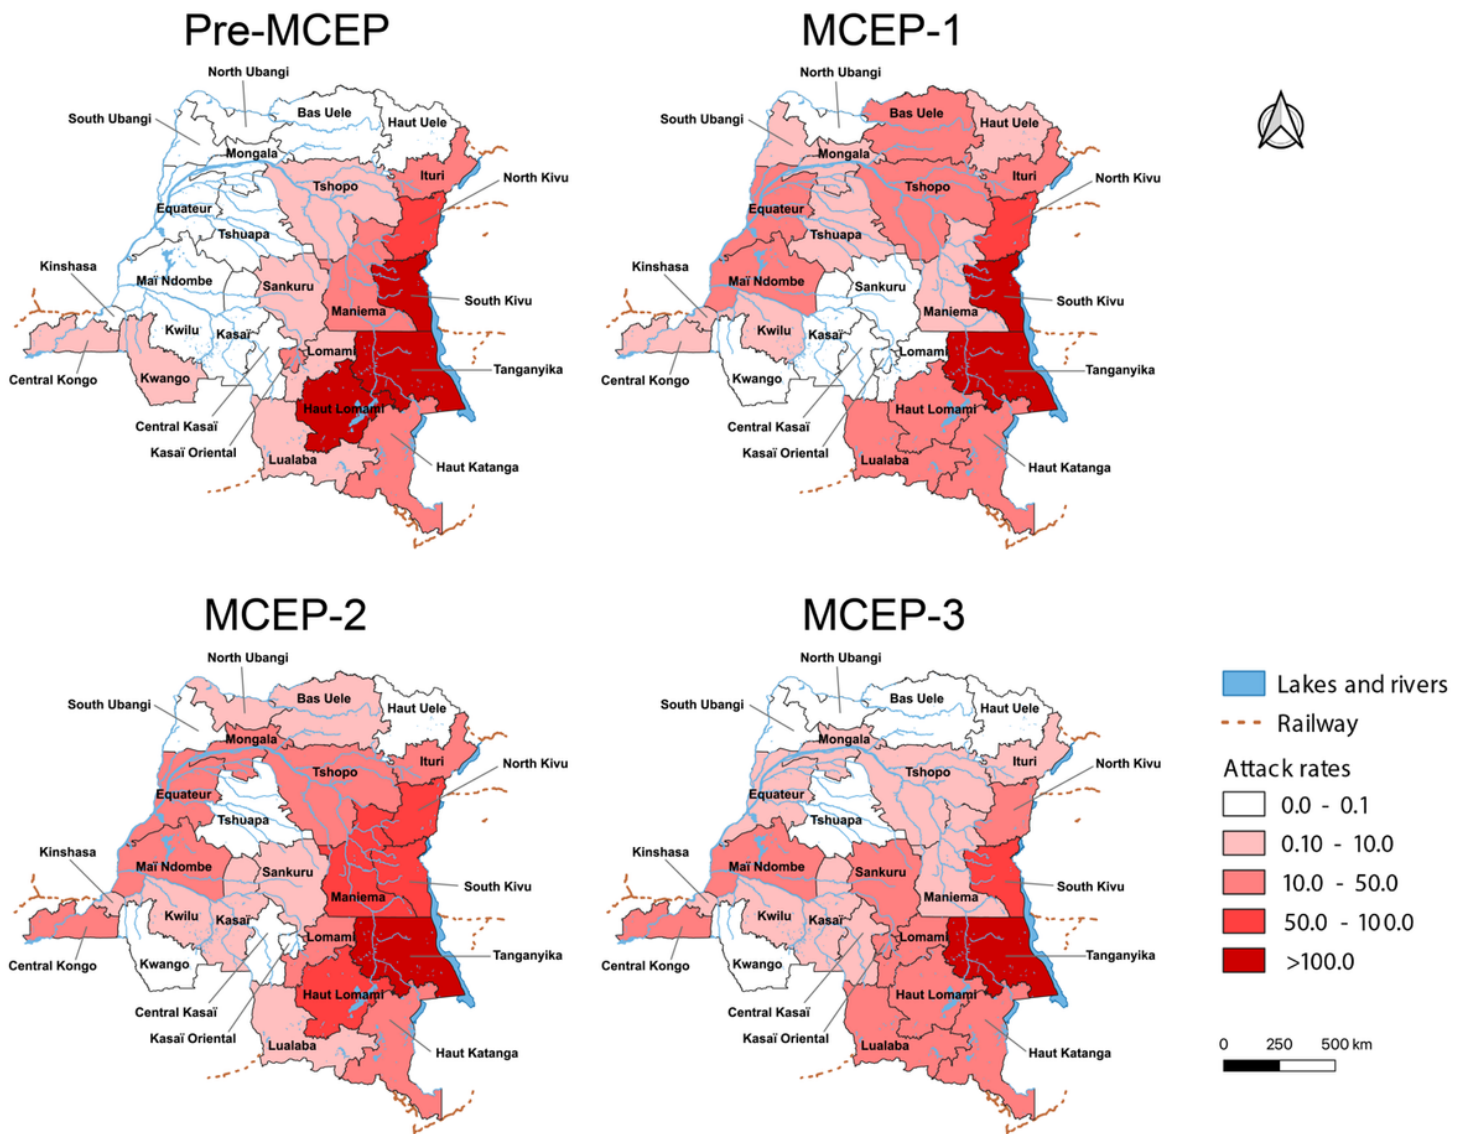 Pre-MCEP
North Ubangi
South Ubangi
Bas Uele
Haut Uele
Mongala
Ituri
Tshopo
North Kivu
Equateur
Tshuapa
Kinshasa
Maï Ndombe
Sankuru
South Kivu
Maniema
Kwilu
Kasaï
Lomami
Central Kongo
Kwango
Tanganyika
Haut Lomami
Central Kasaï
Kasaï Oriental
Lualaba
Haut Katanga
MCEP-1
North Ubangi
South Ubangi
Bas Uele
Haut Uele
Mongala
Ituri
Tshopo
North Kivu
Equateur
Tshuapa
Kinshasa
Maï Ndombe
Sankuru
South Kivu
Maniema
Kwilu
Kasaï
Lomami
Central Kongo
Kwango
Tanganyika
Haut Lomami
Central Kasaï
Kasaï Oriental
Lualaba
Haut Katanga
MCEP-2
North Ubangi
South Ubangi
Bas Uele
Haut Uele
Mongala
Ituri
Tshopo
North Kivu
Equateur
Tshuapa
Kinshasa
Maï Ndombe
Sankuru
South Kivu
Maniema
Kwilu
Kasaï
Lomami
Central Kongo
Kwango
Tanganyika
Haut Lomami
Central Kasaï
Kasaï Oriental
Lualaba
Haut Katanga
MCEP-3
North Ubangi
South Ubangi
Bas Uele
Haut Uele
Mongala
Ituri
Tshopo
North Kivu
Equateur
Tshuapa
Kinshasa
Maï Ndombe
Sankuru
South Kivu
Maniema
Kwilu
Kasaï
Lomami
Central Kongo
Kwango
Tanganyika
Haut Lomami
Central Kasaï
Kasaï Oriental
Lualaba
Haut Katanga
Lakes and rivers
Railway
Attack rates
0.0 - 0.1
0.10 - 10.0
10.0 - 50.0
50.0 - 100.0
>100.0
0 250 500 km